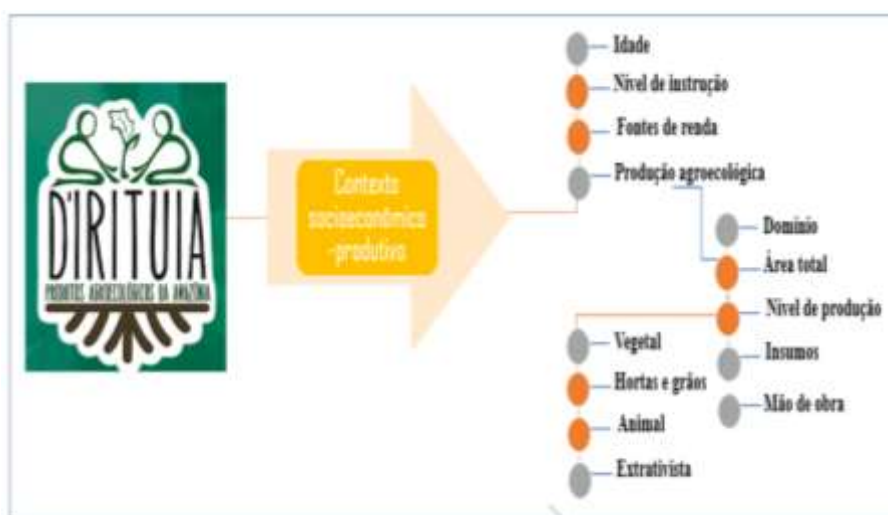 D'IRITUIA
PRODUTOS AGROECOLÓGICOS DA AMAZÔNIA
Contexto
socioeconômico
-produtivo
Idade
Nível de instrução
Fontes de renda
Produção agroecológica
Domínio
Área total
Nível de produção
Insumos
Mão de obra
Vegetal
Hortas e grãos
Animal
Extrativista